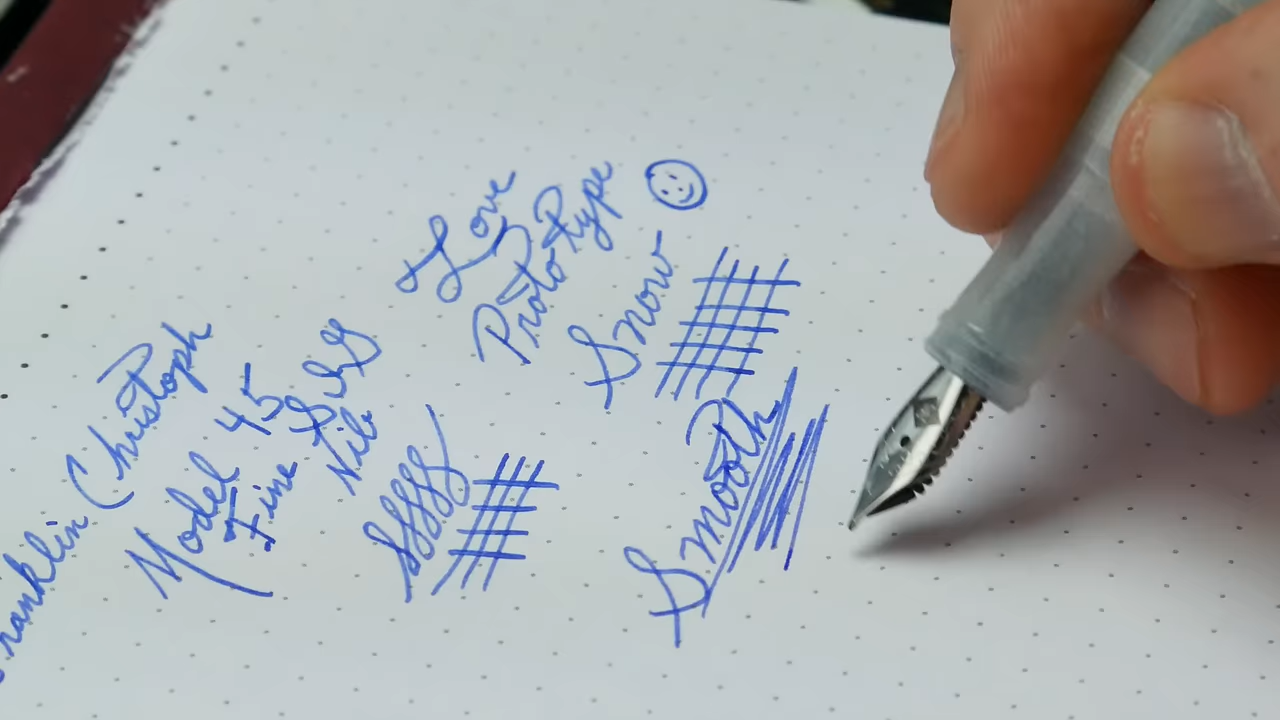 Franklin Christoph
Model 45
Fine SIG
Nib
Love
Prototype
Snow
Smooth